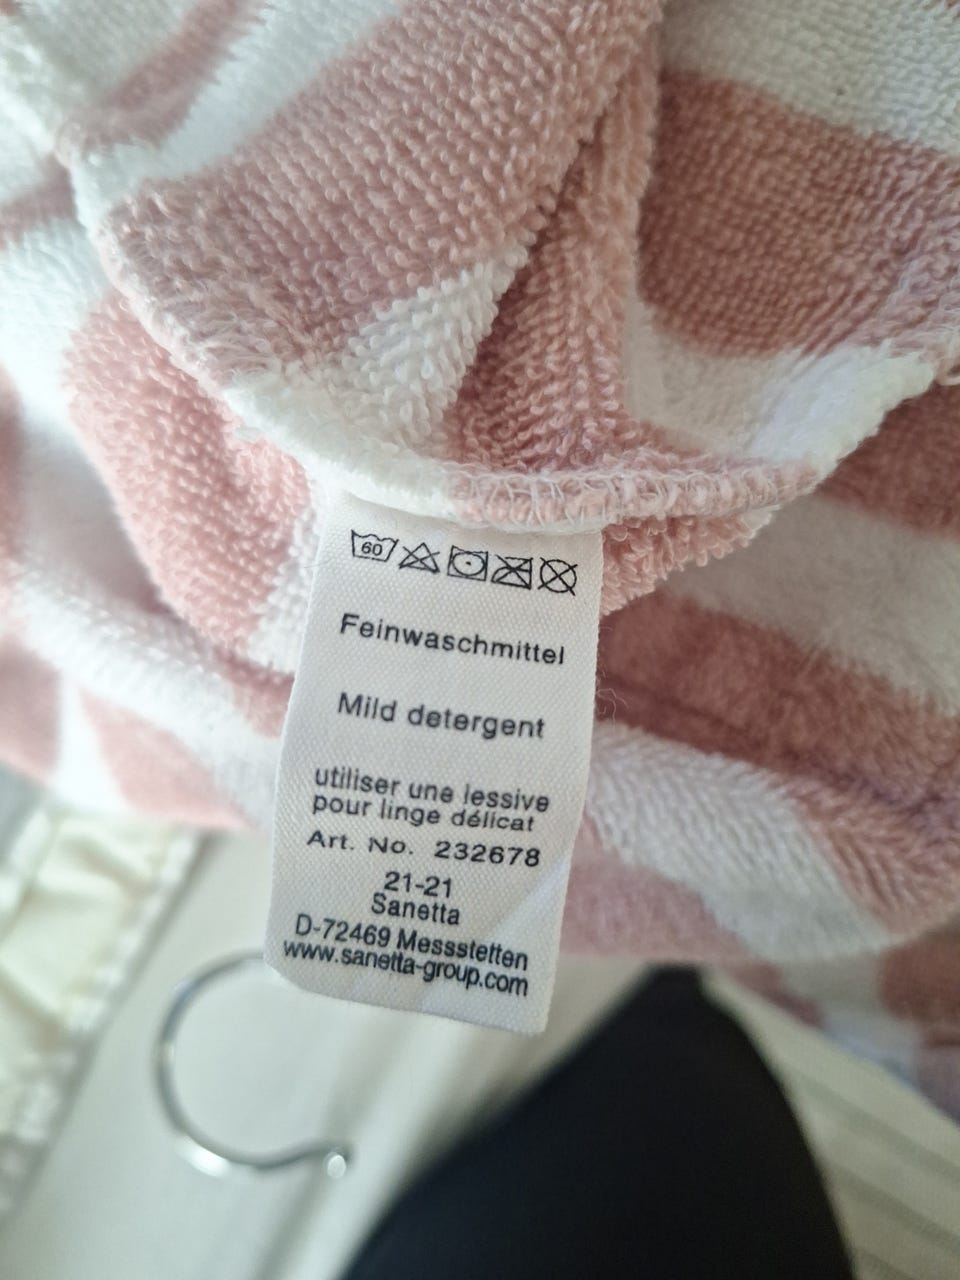 60
Feinwaschmittel
Mild detergent
utiliser une lessive
pour linge délicat
Art. No. 232678
21-21
Sanetta
D-72469 Messstetten
www.sanetta-group.com